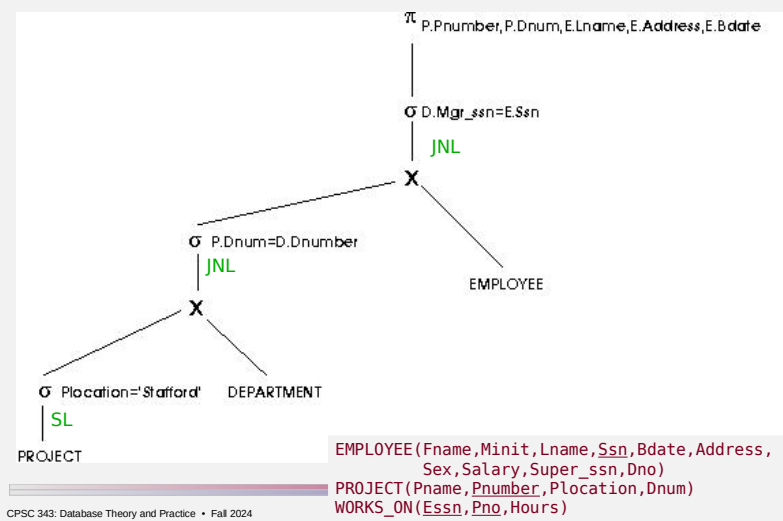 π P.Pnumber,P.Dnum,E.Lname,E.Address,E.Bdate
σ D.Mgr_ssn=E.Ssn
JNL
X
σ P.Dnum=D.Dnumber
JNL
EMPLOYEE
X
σ Plocation='Stafford'
DEPARTMENT
SL
PROJECT
EMPLOYEE(Fname,Minit,Lname,Ssn,Bdate,Address,
Sex,Salary,Super_ssn,Dno)
PROJECT(Pname,Pnumber,Plocation,Dnum)
WORKS_ON(Essn,Pno,Hours)
CPSC 343: Database Theory and Practice • Fall 2024